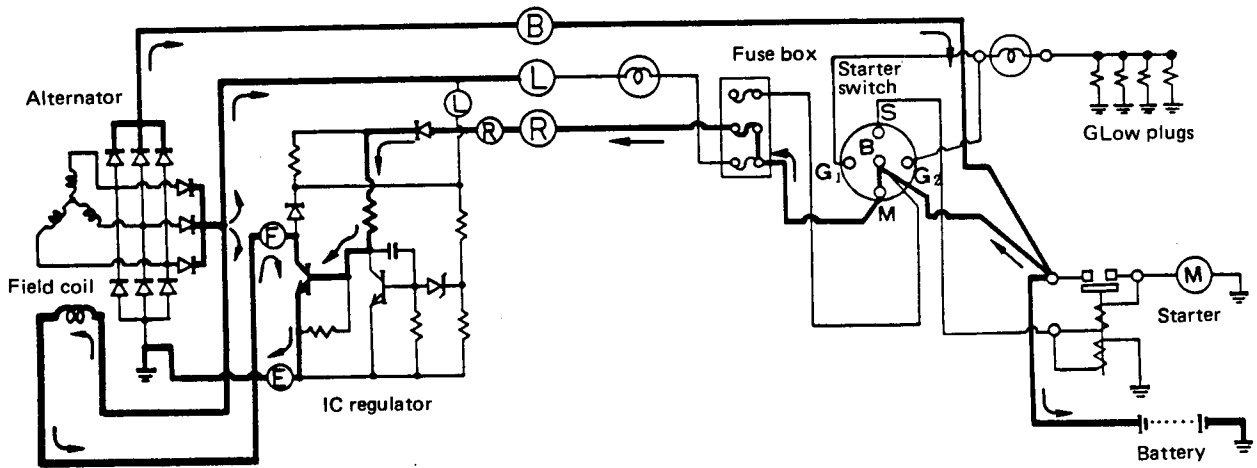 B
Fuse box
L
Starter
switch
Alternator
L
S
GLow plugs
R
R
B
G1
G2
M
F
Field coil
M
Starter
E
IC regulator
Battery